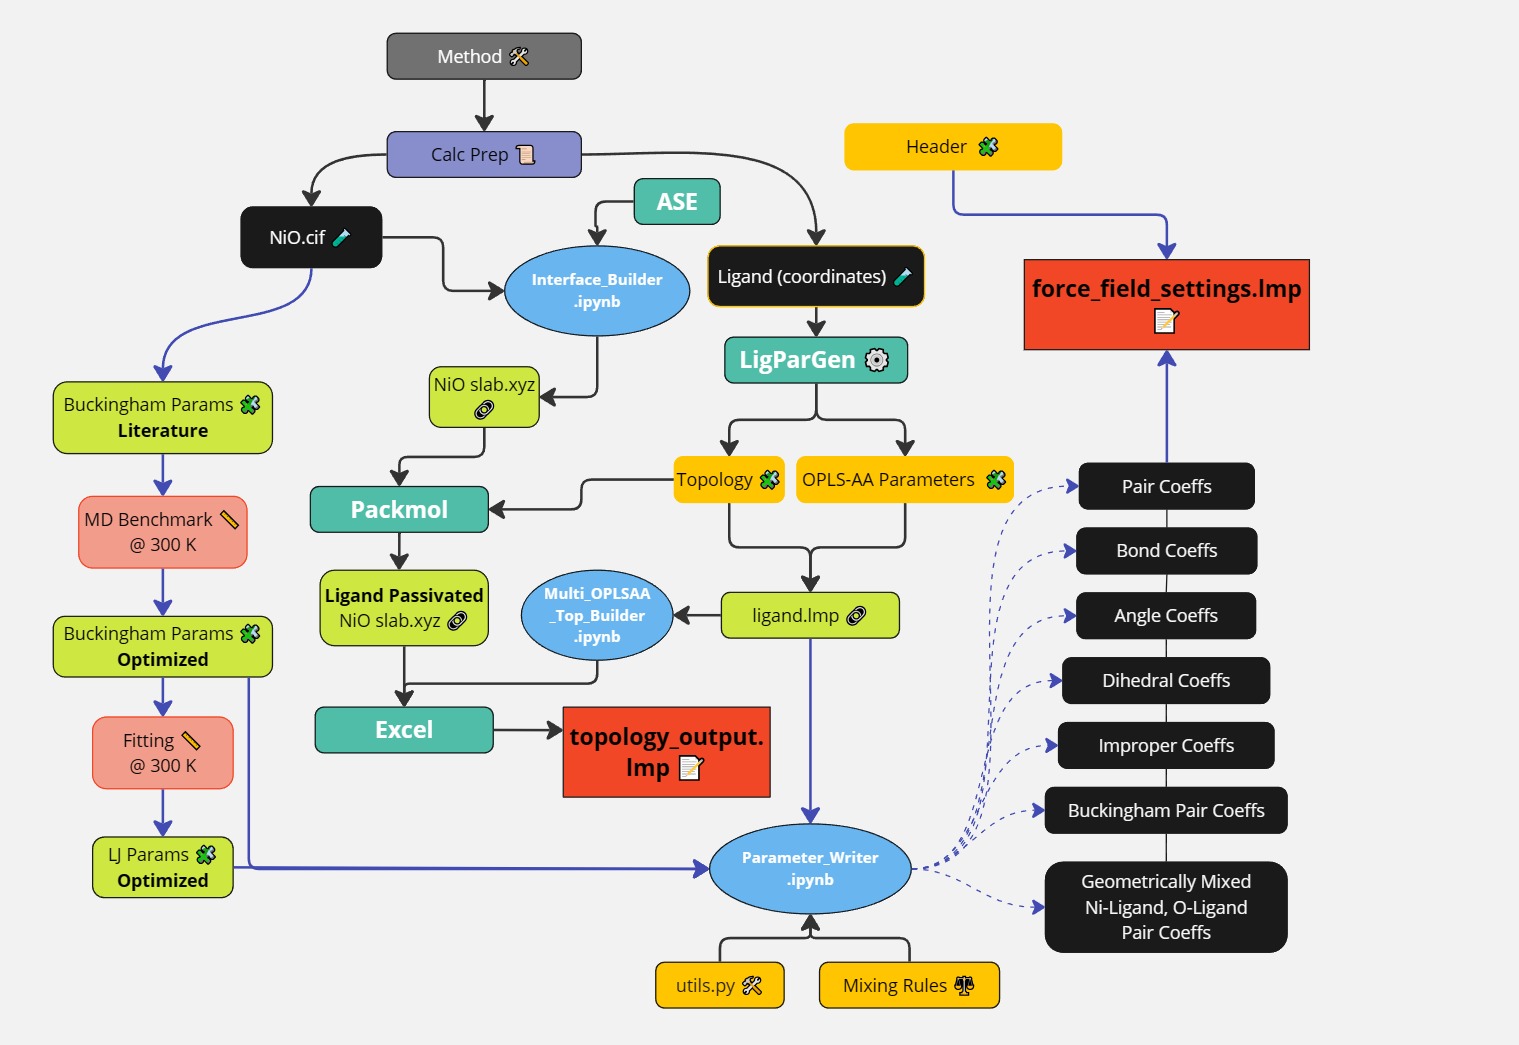 Method
Calc Prep
Header
ASE
NiO.cif
Interface_Builder
.ipynb
Ligand (coordinates)
force_field_settings.lmp
LigParGen
NiO slab.xyz
Buckingham Params
Literature
Topology
OPLS-AA Parameters
Pair Coeffs
Packmol
MD Benchmark
@ 300 K
Bond Coeffs
Ligand Passivated
NiO slab.xyz
Multi_OPLSAA
_Top_Builder
.ipynb
ligand.lmp
Angle Coeffs
Buckingham Params
Optimized
Dihedral Coeffs
Excel
topology_output.
lmp
Fitting
@ 300 K
Improper Coeffs
Buckingham Pair Coeffs
LJ Params
Optimized
Parameter_Writer
.ipynb
Geometrically Mixed
Ni-Ligand, O-Ligand
Pair Coeffs
utils.py
Mixing Rules